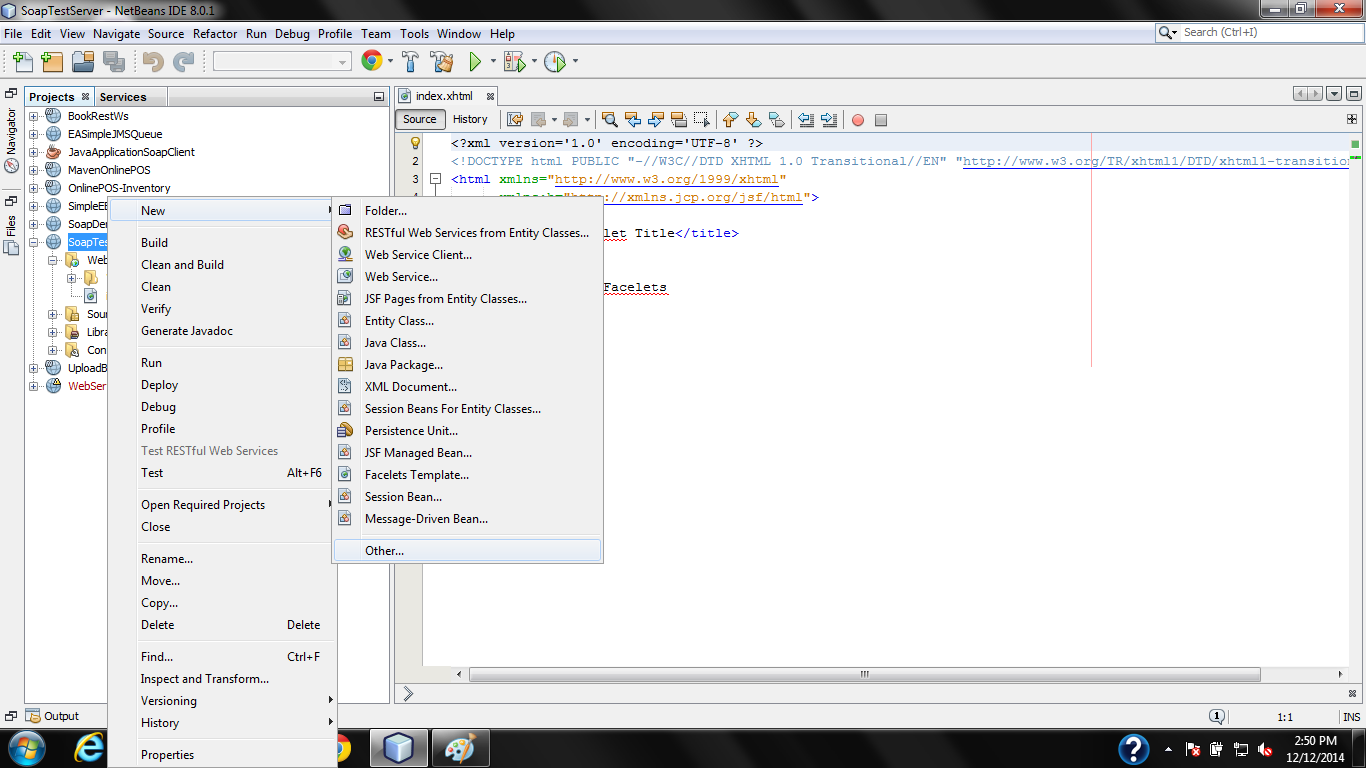 SoapTestServer - NetBeans IDE 8.0.1
File Edit View Navigate Source Refactor Run Debug Profile Team Tools Window Help
Search (Ctrl+I)
Projects
Services
index.xhtml
Navigator
Files
BookRestWs
EASimpleJMSQueue
JavaApplicationSoapClient
MavenOnlinePOS
OnlinePOS-Inventory
SimpleEE
SoapDer
SoapTes
Web
Sour
Libra
Con
UploadB
WebSer
Source History
1 <?xml version='1.0' encoding='UTF-8' ?>
2 <!DOCTYPE html PUBLIC "-//W3C//DTD XHTML 1.0 Transitional//EN" "http://www.w3.org/TR/xhtml1/DTD/xhtml1-transition
3 <html xmlns="http://www.w3.org/1999/xhtml"
"http://xmlns.jcp.org/jsf/html">
let Title</title>
Facelets
New
Build
Clean and Build
Clean
Verify
Generate Javadoc
Run
Deploy
Debug
Profile
Test RESTful Web Services
Test Alt+F6
Open Required Projects
Close
Rename...
Move...
Copy...
Delete Delete
Find... Ctrl+F
Inspect and Transform...
Versioning
History
Properties
Folder...
RESTful Web Services from Entity Classes...
Web Service Client...
Web Service...
JSF Pages from Entity Classes...
Entity Class...
Java Class...
Java Package...
XML Document...
Session Beans For Entity Classes...
Persistence Unit...
JSF Managed Bean...
Facelets Template...
Session Bean...
Message-Driven Bean...
Other...
Output
1
1:1
INS
2:50 PM
12/12/2014